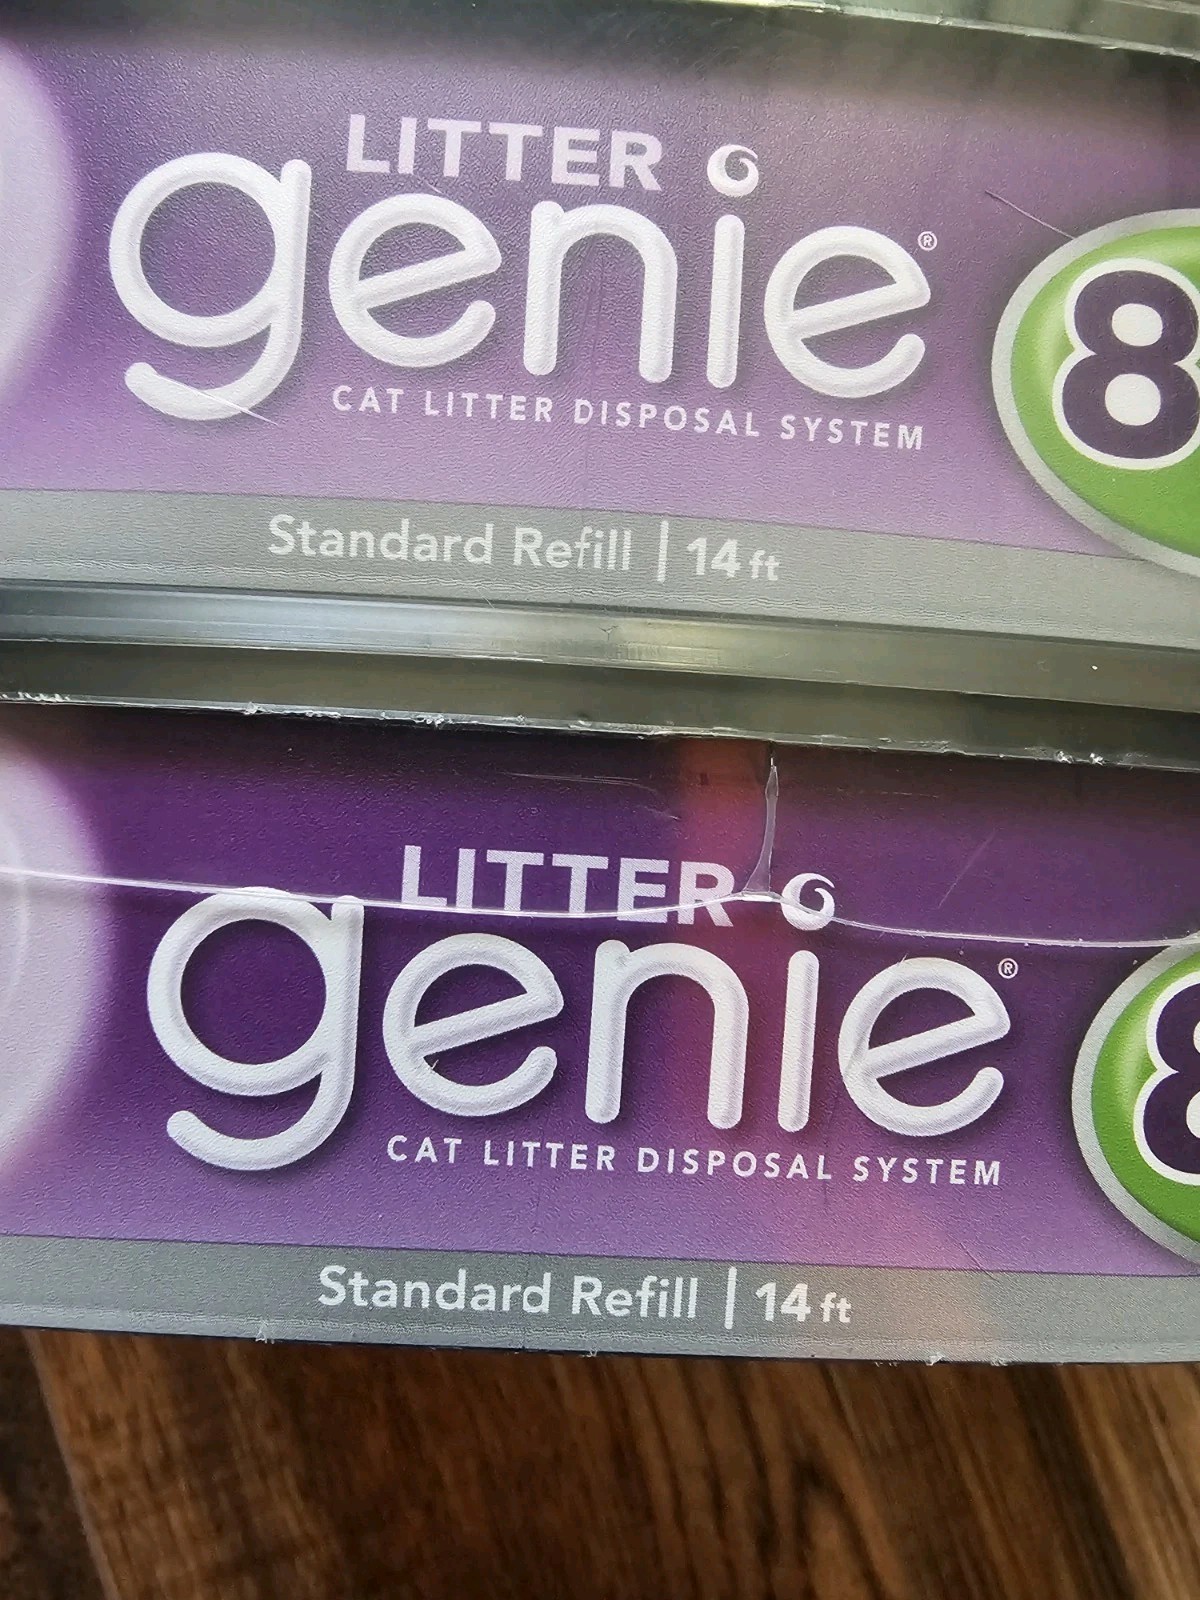 LITTER
genie®
CAT LITTER DISPOSAL SYSTEM
8
Standard Refill | 14 ft
LITTER
genie®
CAT LITTER DISPOSAL SYSTEM
8
Standard Refill | 14 ft